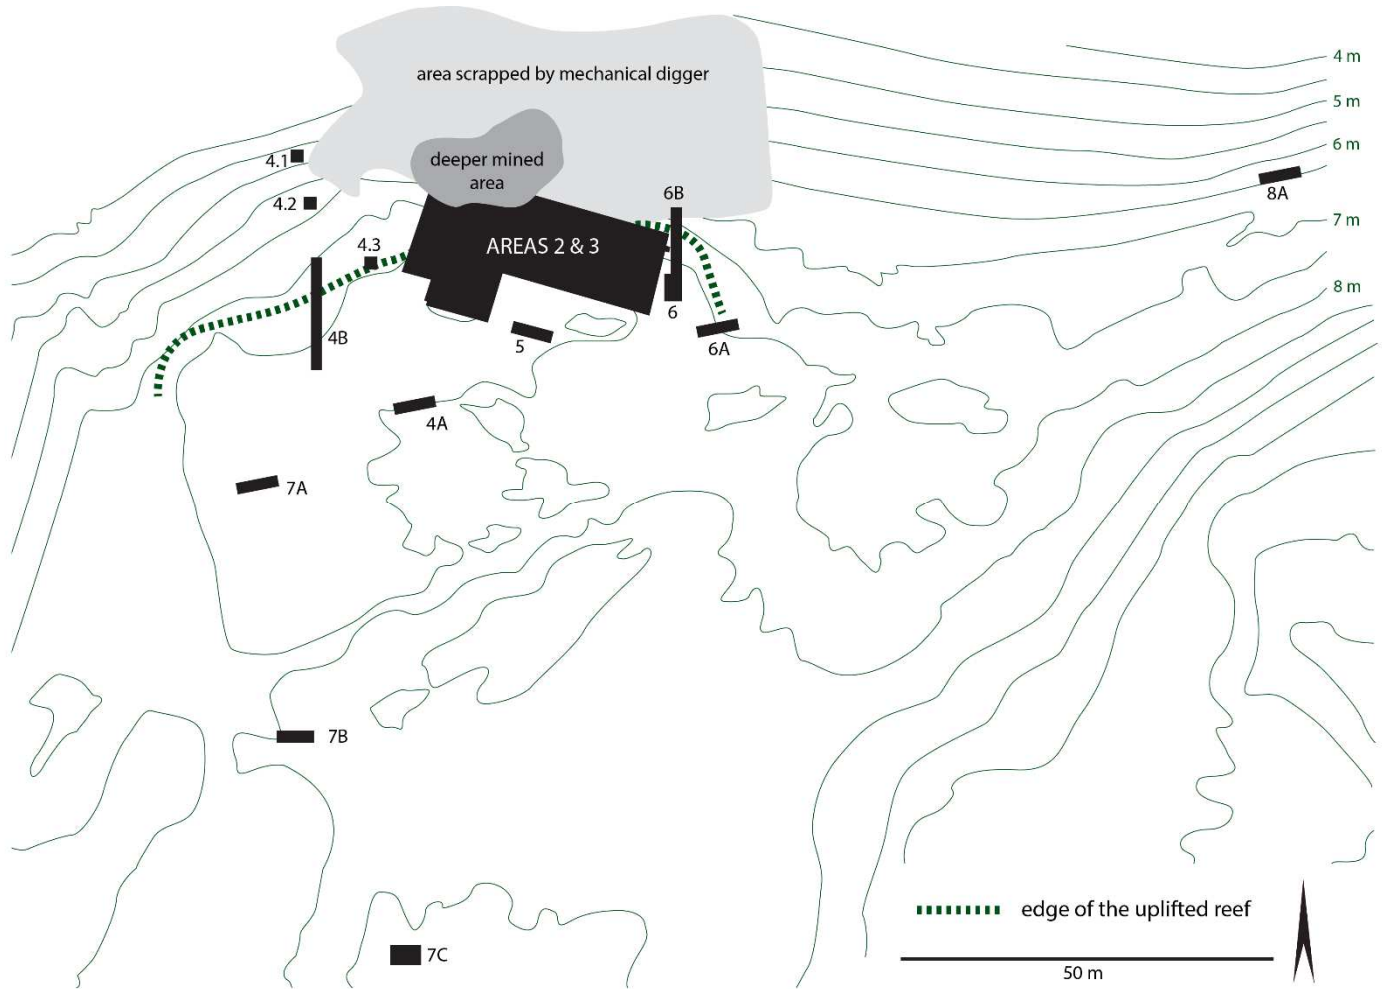 4 m
area scrapped by mechanical digger
5 m
6 m
4.1
deeper mined
area
8A
6B
4.2
7 m
4.3
AREAS 2 & 3
8 m
6
4B
5
6A
4A
7A
7B
edge of the uplifted reef
7C
50 m